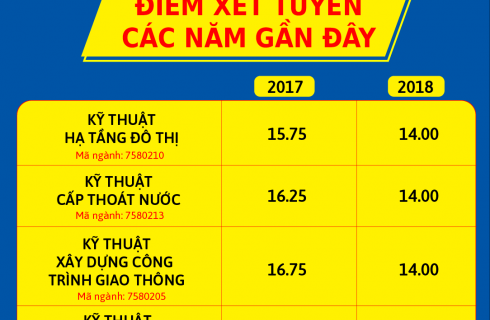 ĐIỂM XÉT TUYỂN
CÁC NĂM GẦN ĐÂY
2017 2018
KỸ THUẬT
HẠ TẦNG ĐÔ THỊ
Mã ngành: 7580210
15.75 14.00
KỸ THUẬT
CẤP THOÁT NƯỚC
Mã ngành: 7580213
16.25 14.00
KỸ THUẬT
XÂY DỰNG CÔNG
TRÌNH GIAO THÔNG
Mã ngành: 7580205
16.75 14.00
KỸ THUẬT